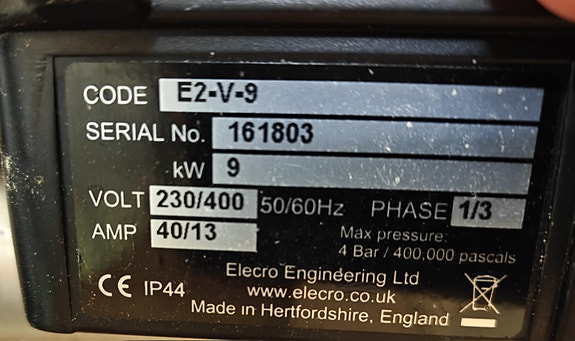 CODE E2-V-9
SERIAL No. 161803
kW 9
VOLT 230/400 50/60Hz PHASE 1/3
AMP 40/13 Max pressure:
4 Bar / 400,000 pascals
Elecro Engineering Ltd
CE IP44 www.elecro.co.uk
Made in Hertfordshire, England